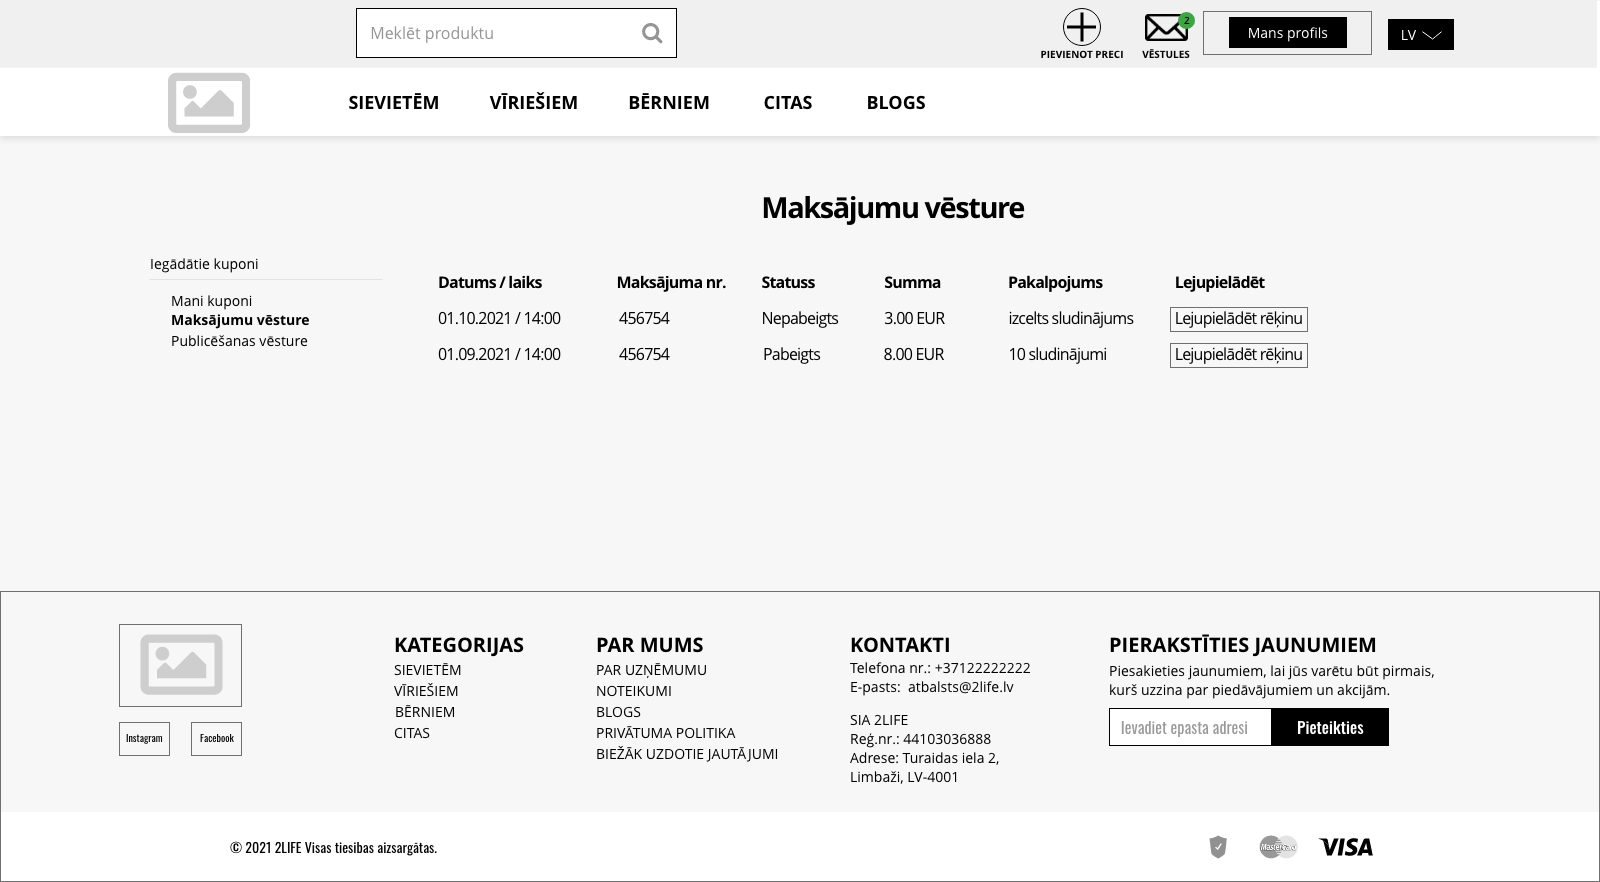 Meklēt produktu
PIEVIENOT PRECI
2
VĒSTULES
Mans profils
LV
SIEVIETĒM
VĪRIEŠIEM
BĒRNIEM
CITAS
BLOGS
Maksājumu vēsture
Iegādātie kuponi
Mani kuponi
Maksājumu vēsture
Publicēšanas vēsture
Datums / laiks Maksājuma nr. Statuss Summa Pakalpojums Lejupielādēt
01.10.2021 / 14:00 456754 Nepabeigts 3.00 EUR izcelts sludinājums Lejupielādēt rēķinu
01.09.2021 / 14:00 456754 Pabeigts 8.00 EUR 10 sludinājumi Lejupielādēt rēķinu
Instagram
Facebook
KATEGORIJAS
SIEVIETĒM
VĪRIEŠIEM
BĒRNIEM
CITAS
PAR MUMS
PAR UZŅĒMUMU
NOTEIKUMI
BLOGS
PRIVĀTUMA POLITIKA
BIEŽĀK UZDOTIE JAUTĀJUMI
KONTAKTI
Telefona nr.: +37122222222
E-pasts: atbalsts@2life.lv
SIA 2LIFE
Reģ.nr.: 44103036888
Adrese: Turaidas iela 2,
Limbaži, LV-4001
PIERAKSTĪTIES JAUNUMIEM
Piesakieties jaunumiem, lai jūs varētu būt pirmais,
kurš uzzina par piedāvājumiem un akcijām.
Ievadiet epasta adresi
Pieteikties
© 2021 2LIFE Visas tiesības aizsargātas.
MasterCard
VISA